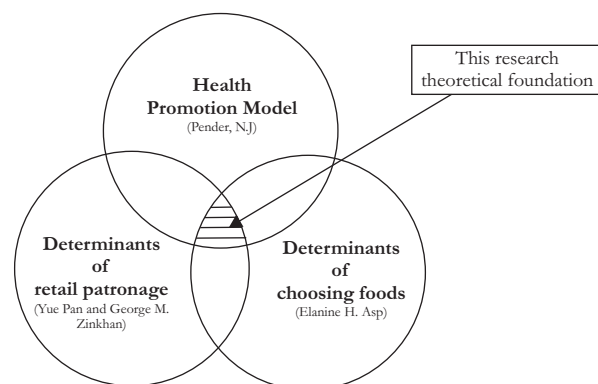 Health
Promotion Model
(Pender, N.J)
This research
theoretical foundation
Determinants
of
retail patronage
(Yue Pan and George M.
Zinkhan)
Determinants
of
choosing foods
(Elanine H. Asp)